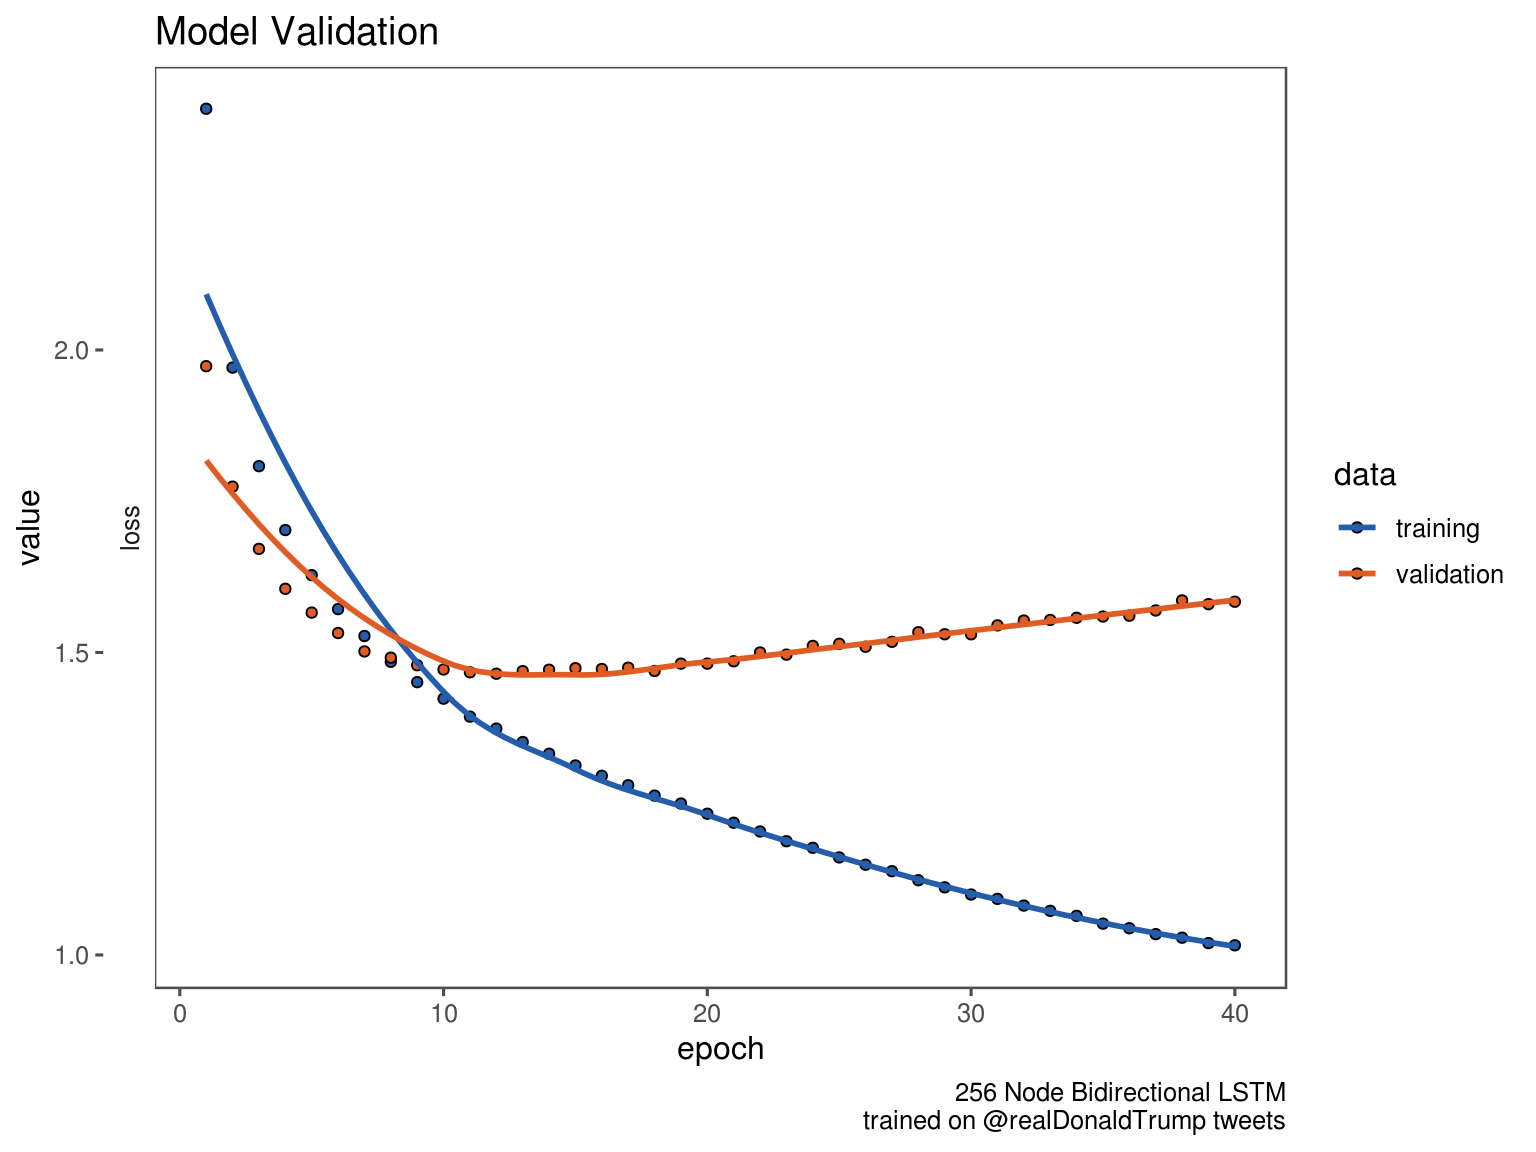 Model Validation
value
loss
2.0
1.5
1.0
0
10
20
30
40
epoch
data
training
validation
256 Node Bidirectional LSTM
trained on @realDonaldTrump tweets